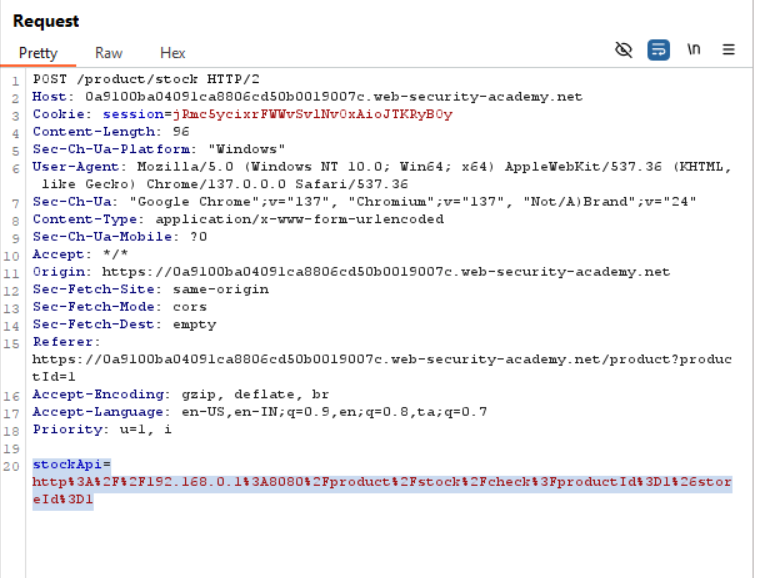 Request
Pretty Raw Hex \n
1 POST /product/stock HTTP/2
2 Host: 0a9100ba04091ca8806cd50b0019007c.web-security-academy.net
3 Cookie: session=jRmc5ycixrFWWvSvlNv0xAioJTKRyB0y
4 Content-Length: 96
5 Sec-Ch-Ua-Platform: "Windows"
6 User-Agent: Mozilla/5.0 (Windows NT 10.0; Win64; x64) AppleWebKit/537.36 (KHTML,
like Gecko) Chrome/137.0.0.0 Safari/537.36
7 Sec-Ch-Ua: "Google Chrome";v="137", "Chromium";v="137", "Not/A)Brand";v="24"
8 Content-Type: application/x-www-form-urlencoded
9 Sec-Ch-Ua-Mobile: ?0
10 Accept: */*
11 Origin: https://0a9100ba04091ca8806cd50b0019007c.web-security-academy.net
12 Sec-Fetch-Site: same-origin
13 Sec-Fetch-Mode: cors
14 Sec-Fetch-Dest: empty
15 Referer:
https://0a9100ba04091ca8806cd50b0019007c.web-security-academy.net/product?produc
tId=1
16 Accept-Encoding: gzip, deflate, br
17 Accept-Language: en-US,en-IN;q=0.9,en;q=0.8,ta;q=0.7
18 Priority: u=1, i
19
20 stockApi=
http%3A%2F%2F192.168.0.1%3A8080%2Fproduct%2Fstock%2Fcheck%3FproductId%3D1%26stor
eId%3D1